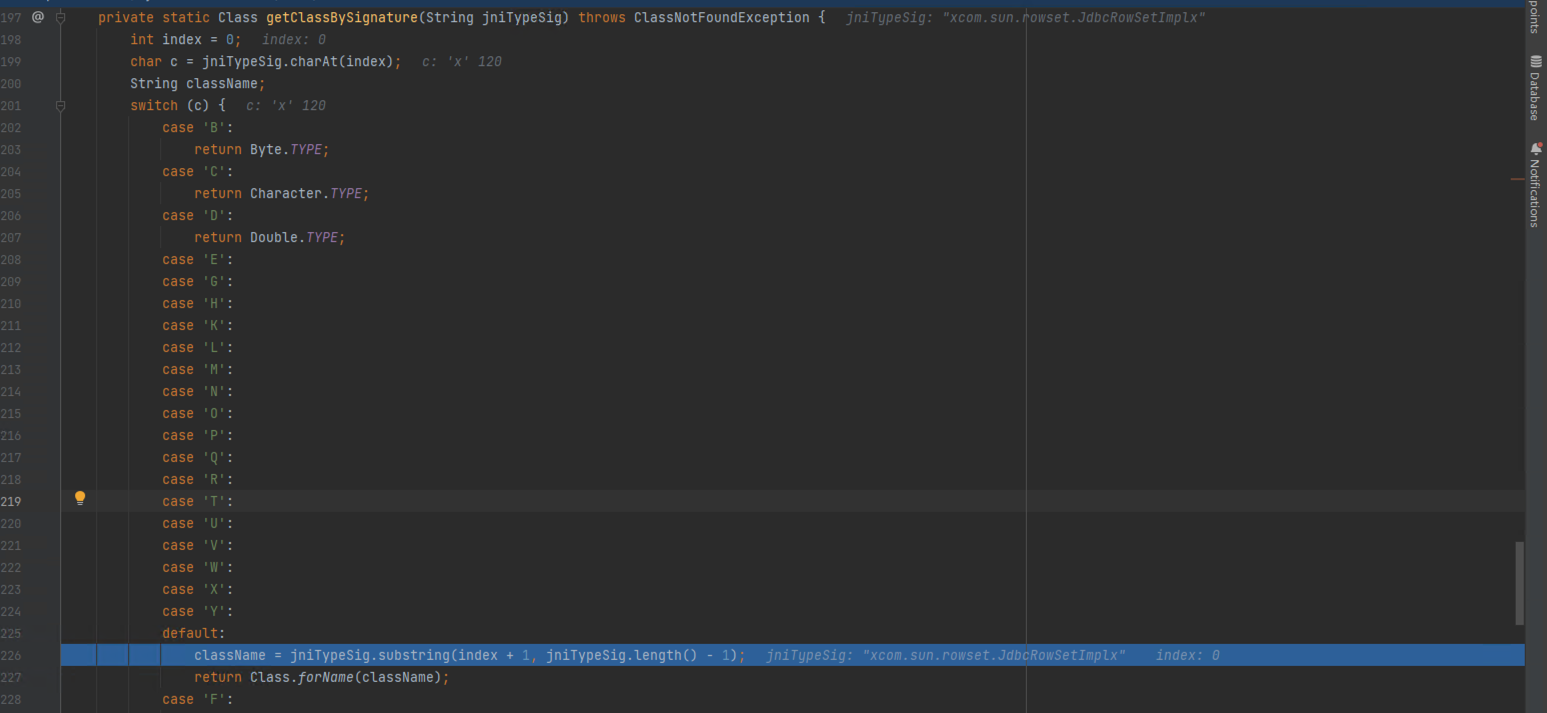 197 @ private static Class getClassBySignature(String jniTypeSig) throws ClassNotFoundException { jniTypeSig: "xcom.sun.rowset.JdbcRowSetImplx"
198 int index = 0; index: 0
199 char c = jniTypeSig.charAt(index); c: 'x' 120
200 String className;
201 switch (c) { c: 'x' 120
202 case 'B':
203 return Byte.TYPE;
204 case 'C':
205 return Character.TYPE;
206 case 'D':
207 return Double.TYPE;
208 case 'E':
209 case 'G':
210 case 'H':
211 case 'K':
212 case 'L':
213 case 'M':
214 case 'N':
215 case 'O':
216 case 'P':
217 case 'Q':
218 case 'R':
219 case 'T':
220 case 'U':
221 case 'V':
222 case 'W':
223 case 'X':
224 case 'Y':
225 default:
226 className = jniTypeSig.substring(index + 1, jniTypeSig.length() - 1); jniTypeSig: "xcom.sun.rowset.JdbcRowSetImplx" index: 0
227 return Class.forName(className);
228 case 'F':
points
Database
Notifications